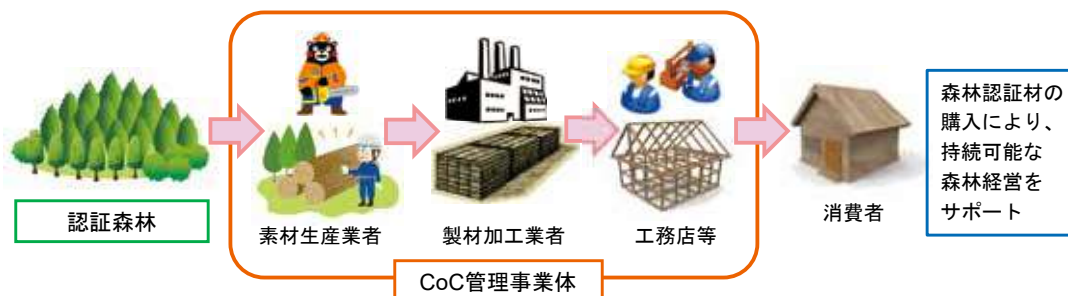 認証森林
素材生産業者
製材加工業者
工務店等
CoC管理事業体
消費者
森林認証材の
購入により、
持続可能な
森林経営を
サポート